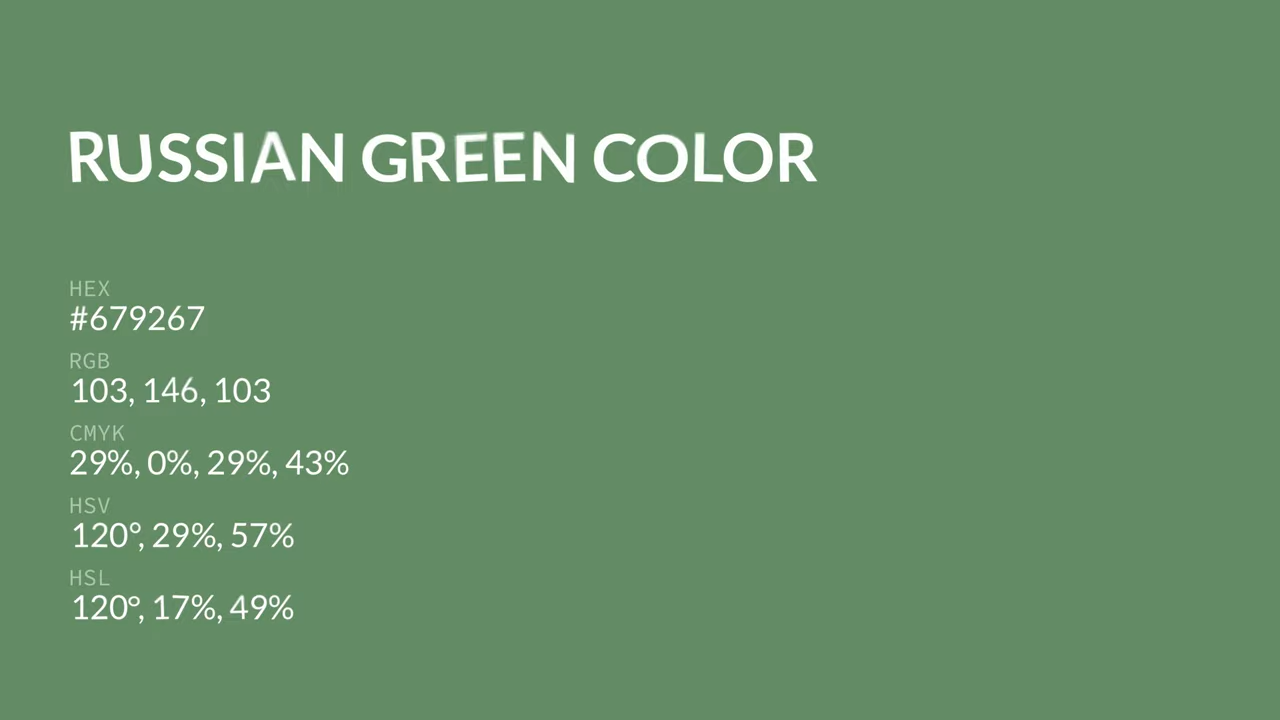 RUSSIAN GREEN COLOR
HEX
#679267
RGB
103, 146, 103
CMYK
29%, 0%, 29%, 43%
HSV
120°, 29%, 57%
HSL
120°, 17%, 49%